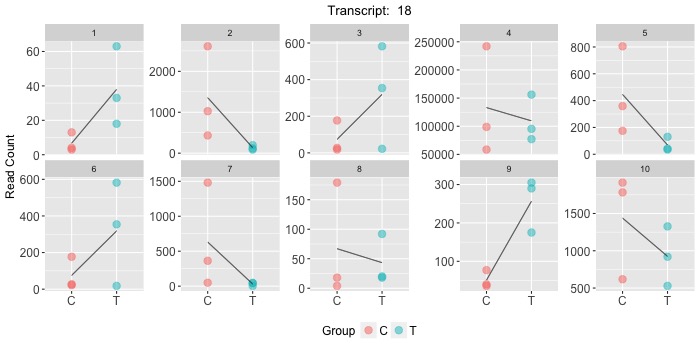 Transcript: 18
1 2 3 4 5
60 2000 600 250000 800
40 1000 400 200000 600
20 0 200 150000 400
0 0 100000 200
50000 0
Read Count
6 7 8 9 10
600 1500 150 300 1500
400 1000 100 200 1000
200 500 50 100 500
0 0 0
C T C T C T C T C T
Group C T